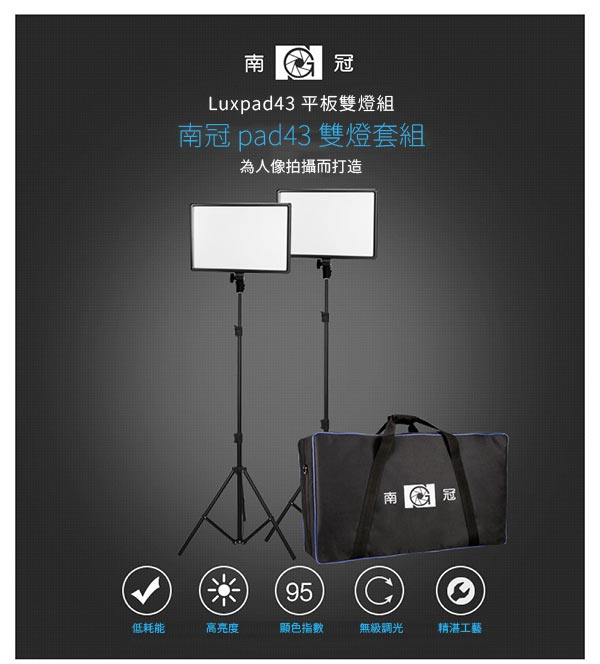 南 G 冠
Luxpad43 平板雙燈組
南冠 pad43 雙燈套組
為人像拍攝而打造
南 G 冠
95
低耗能 高亮度 顯色指數 無級調光 精湛工藝